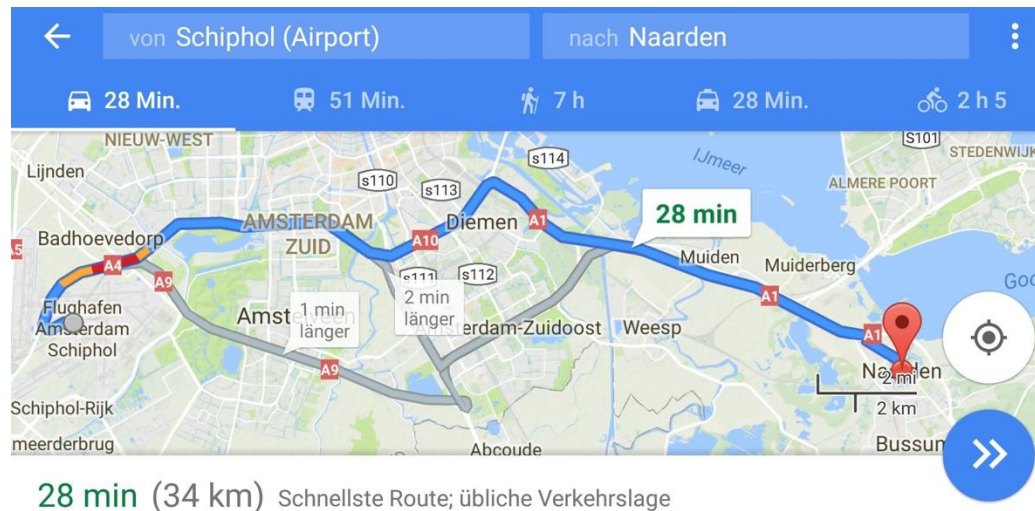 von Schiphol (Airport) nach Naarden
28 Min. 51 Min. 7 h 28 Min. 2 h 5
NIEUW-WEST
S101
STEDENWIJK
s114
IJmeer
Lijnden
s110
s113
ALMERE POORT
AMSTERDAM
ZUID
Diemen
A1
28 min
A5
Badhoevedorp
A10
A4
Muiden
Muiderberg
A9
s111
s112
Goo
A1
Flughafen
Amsterdam
Schiphol
1 min
länger
2 min
länger
Weesp
A1
A9
Naarden
2 mi
2 km
Schiphol-Rijk
meerderbrug
Abcoude
Bussum
28 min (34 km) Schnellste Route; übliche Verkehrslage